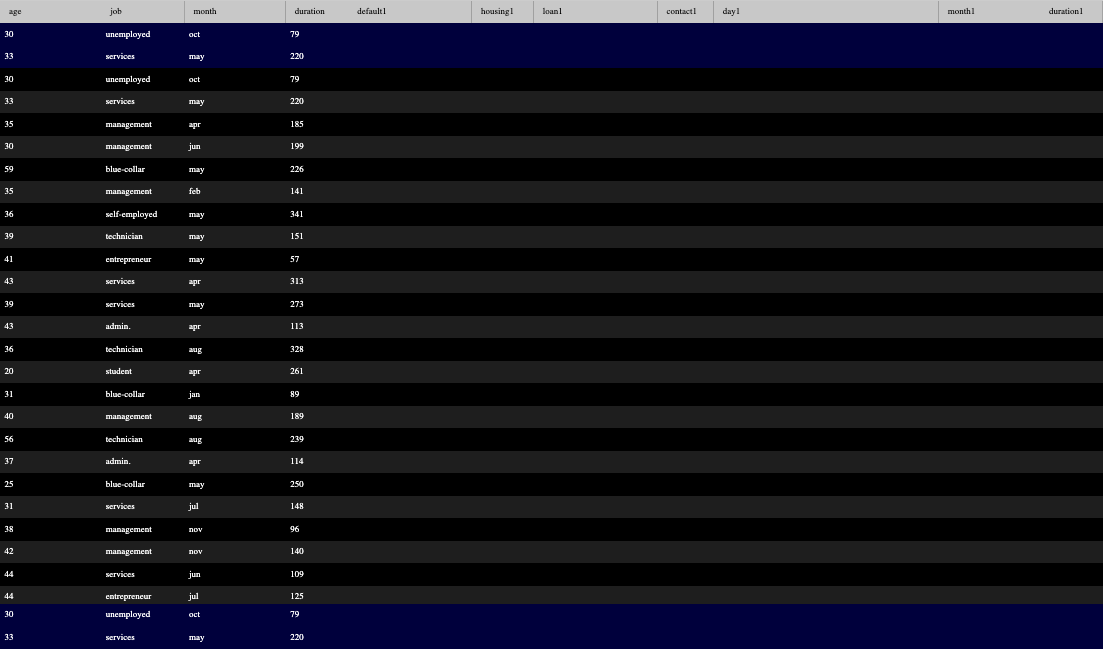 age job month duration default1 housing1 loan1 contact1 day1 month1 duration1
30 unemployed oct 79
33 services may 220
30 unemployed oct 79
33 services may 220
35 management apr 185
30 management jun 199
59 blue-collar may 226
35 management feb 141
36 self-employed may 341
39 technician may 151
41 entrepreneur may 57
43 services apr 313
39 services may 273
43 admin. apr 113
36 technician aug 328
20 student apr 261
31 blue-collar jan 89
40 management aug 189
56 technician aug 239
37 admin. apr 114
25 blue-collar may 250
31 services jul 148
38 management nov 96
42 management nov 140
44 services jun 109
44 entrepreneur jul 125
30 unemployed oct 79
33 services may 220